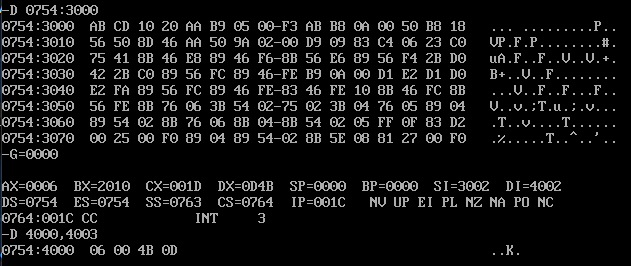 -D 0754:3000
0754:3000 AB CD 10 20 AA B9 05 00-F3 AB B8 0A 00 50 B8 18 ... .........P..
0754:3010 56 50 8D 46 AA 50 9A 02-00 D9 09 83 C4 06 23 C0 VP.F.P........#.
0754:3020 75 41 8B 46 E8 89 46 F6-8B 56 E6 89 56 F4 2B D0 uA.F..F..V..V.+.
0754:3030 42 2B C0 89 56 FC 89 46-FE B9 0A 00 D1 E2 D1 D0 B+..V..F........
0754:3040 E2 FA 89 56 FC 89 46 FE-83 46 FE 10 8B 46 FC 8B ...V..F..F...F..
0754:3050 56 FE 8B 76 06 3B 54 02-75 02 3B 04 76 05 89 04 V..v.;T.u.;.v...
0754:3060 89 54 02 8B 76 06 8B 04-8B 54 02 05 FF 0F 83 D2 .T..v....T......
0754:3070 00 25 00 F0 89 04 89 54-02 8B 5E 08 81 27 00 F0 .%.....T..^..'..
-G=0000
AX=0006 BX=2010 CX=001D DX=0D4B SP=0000 BP=0000 SI=3002 DI=4002
DS=0754 ES=0754 SS=0763 CS=0764 IP=001C NV UP EI PL NZ NA PO NC
0764:001C CC INT 3
-D 4000,4003
0754:4000 06 00 4B 0D ..K.